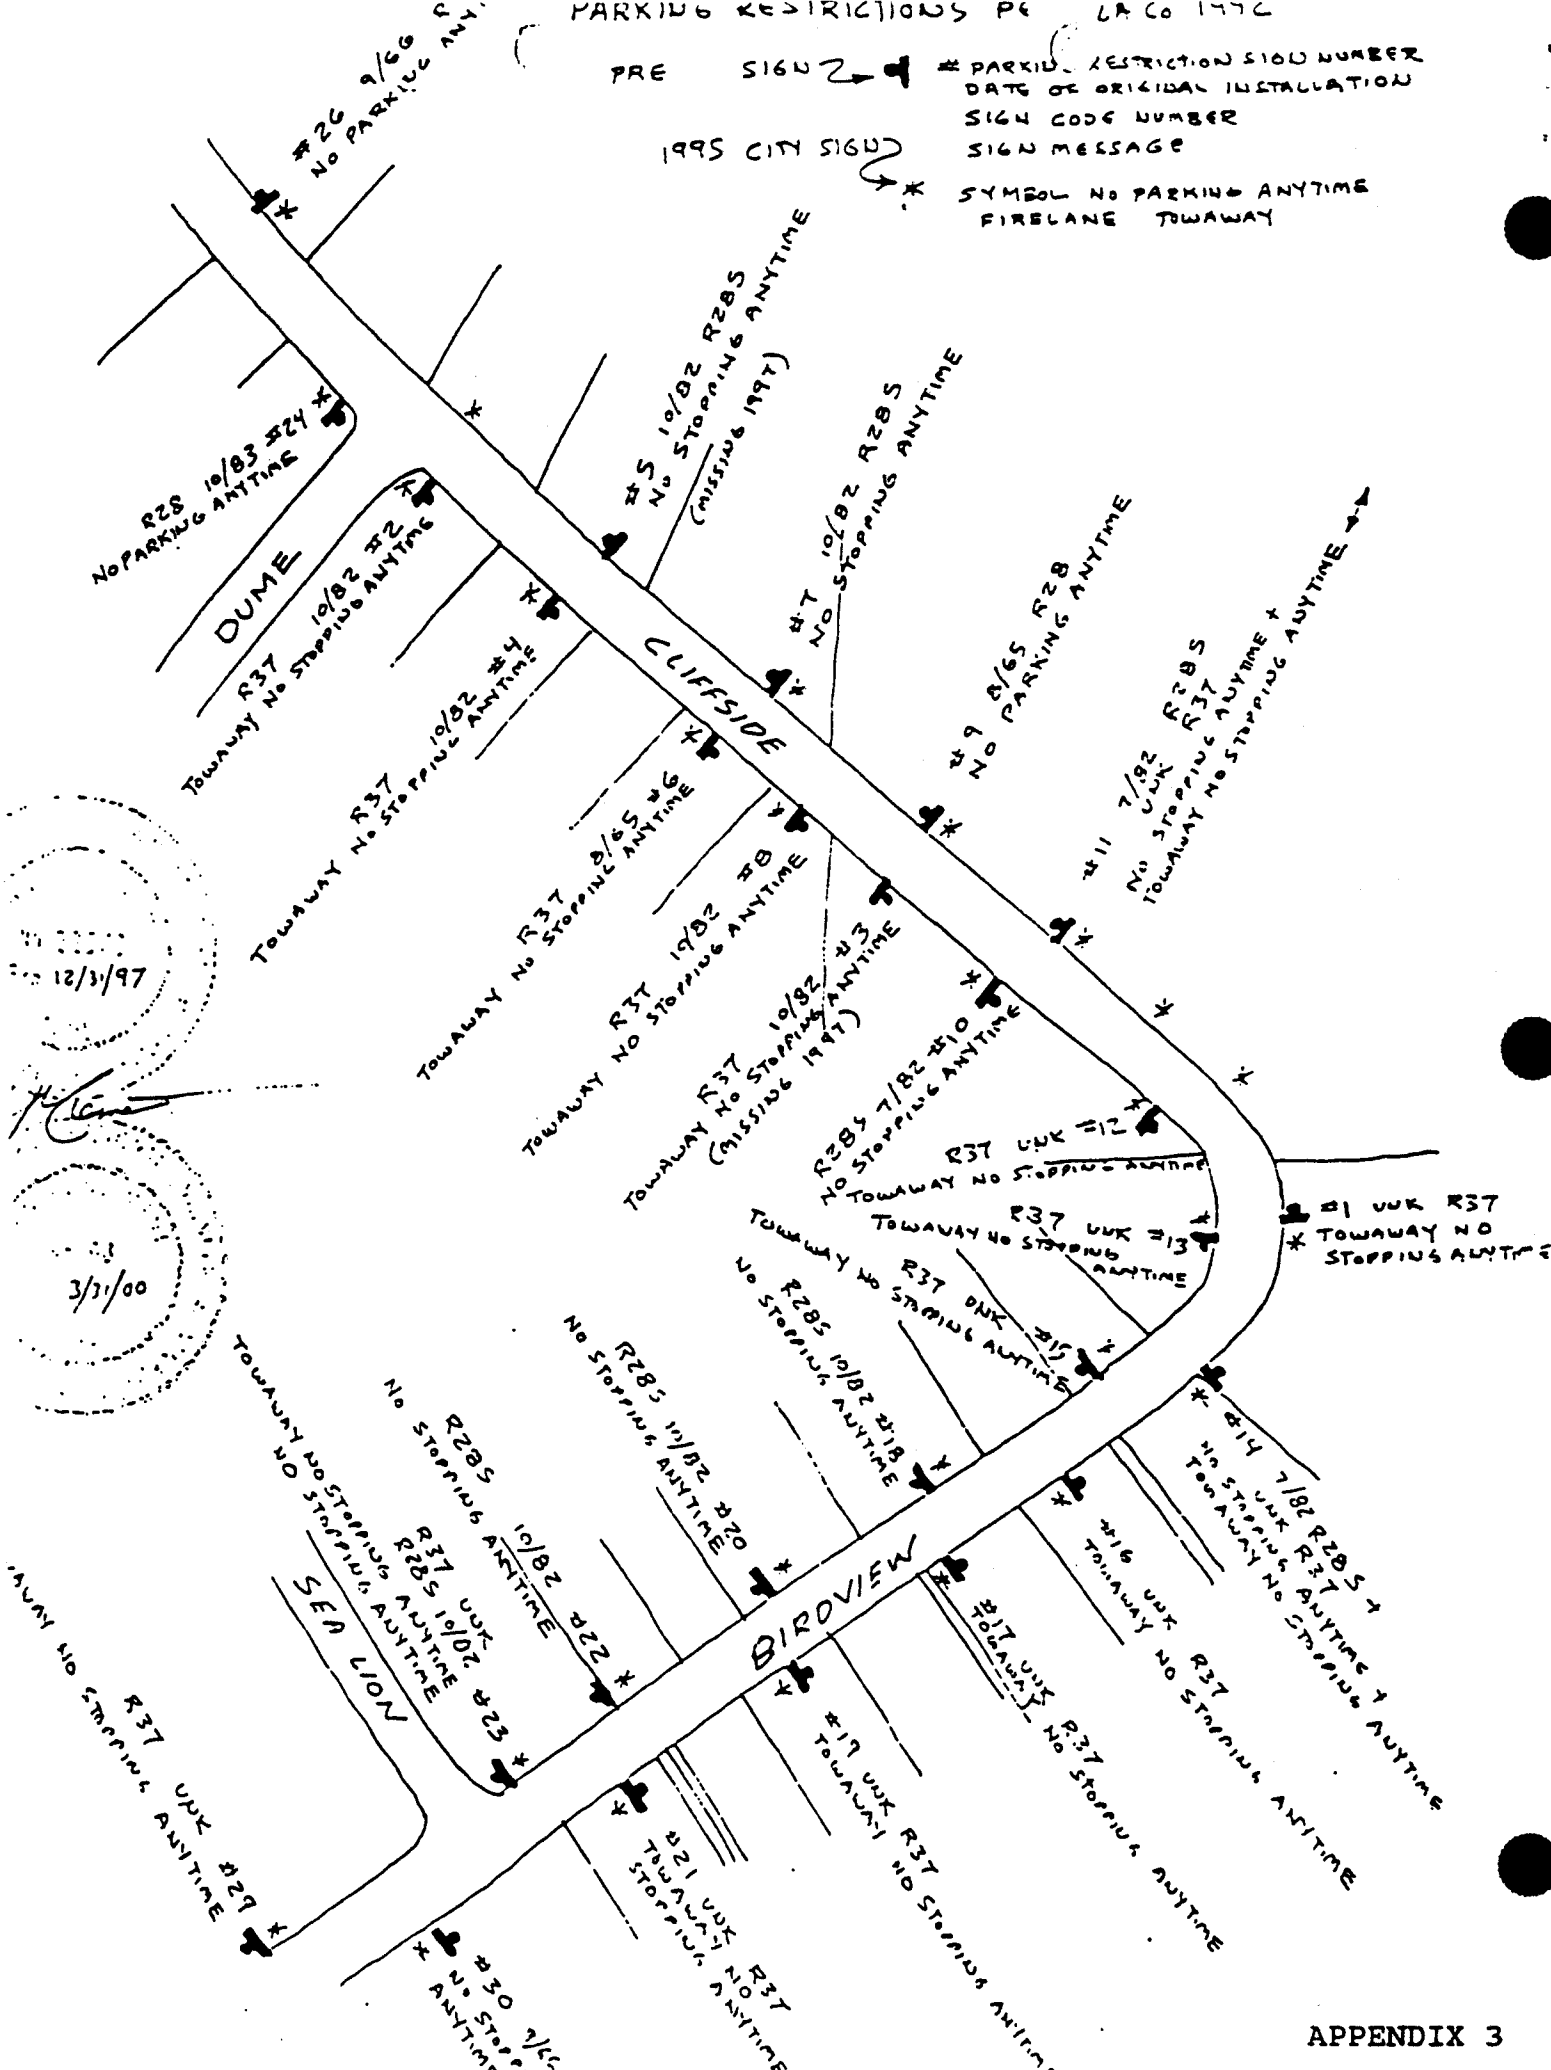 PARKING RESTRICTIONS PE LA CO
PRE SIGN
# PARKIN RESTRICTION SIGN NUMBER
DATE OF ORIGINAL INSTALLATION
SIGN CODE NUMBER
SIGN MESSAGE
1995 CITY SIGN
* SYMBOL NO PARKING ANYTIME
FIRELANE TOWAWAY
#26 9/66
NO PARKING ANY
*
#5 10/82 R28S
NO STOPPING ANYTIME
(MISSING 1997)
#7 10/82 R28S
NO STOPPING ANYTIME
#9 8/65 R28
NO PARKING ANYTIME
#11 7/82 R28S
UNK R37
NO STOPPING ANYTIME +
TOWAWAY NO STOPPING ANYTIME
R28 10/83 #24
NO PARKING ANYTIME
DUME
R37 10/82 #2
TOWAWAY NO STOPPING ANYTIME
R37 10/82 #4
TOWAWAY NO STOPPING ANYTIME
CLIFFSIDE
R37 8/65 #6
TOWAWAY NO STOPPING ANYTIME
R37 10/82 #8
TOWAWAY NO STOPPING ANYTIME
R37 10/82 #3
TOWAWAY NO STOPPING ANYTIME
(MISSING 1997)
R28S 7/82 #10
NO STOPPING ANYTIME
12/31/97
3/31/00
R37 UNK #12
TOWAWAY NO STOPPING ANYTIME
R37 UNK #13
TOWAWAY NO STOPPING
ANYTIME
#1 UNK R37
* TOWAWAY NO
STOPPING ANYTIME
R37 UNK #15
TOWAWAY NO STOPPING ANYTIME
R28S 10/82 #18
NO STOPPING ANYTIME
R28S 10/82 #20
NO STOPPING ANYTIME
R28S 10/82 #22
NO STOPPING ANYTIME
R37 UNK
R28S 10/82 #23
TOWAWAY NO STOPPING ANYTIME
NO STOPPING ANYTIME
SEA LION
BIRDVIEW
#14 7/82 R28S +
UNK R37
NO STOPPING ANYTIME +
TOWAWAY NO STOPPING ANYTIME
#16 UNK R37
TOWAWAY NO STOPPING ANYTIME
#17 UNK R37
TOWAWAY NO STOPPING ANYTIME
#19 UNK R37
TOWAWAY NO STOPPING ANYTIME
#21 UNK R37
TOWAWAY NO
STOPPING ANYTIME
R37 UNK #29
AWAY NO STOPPING ANYTIME
#30
NO STOPP
ANYTIME
APPENDIX 3